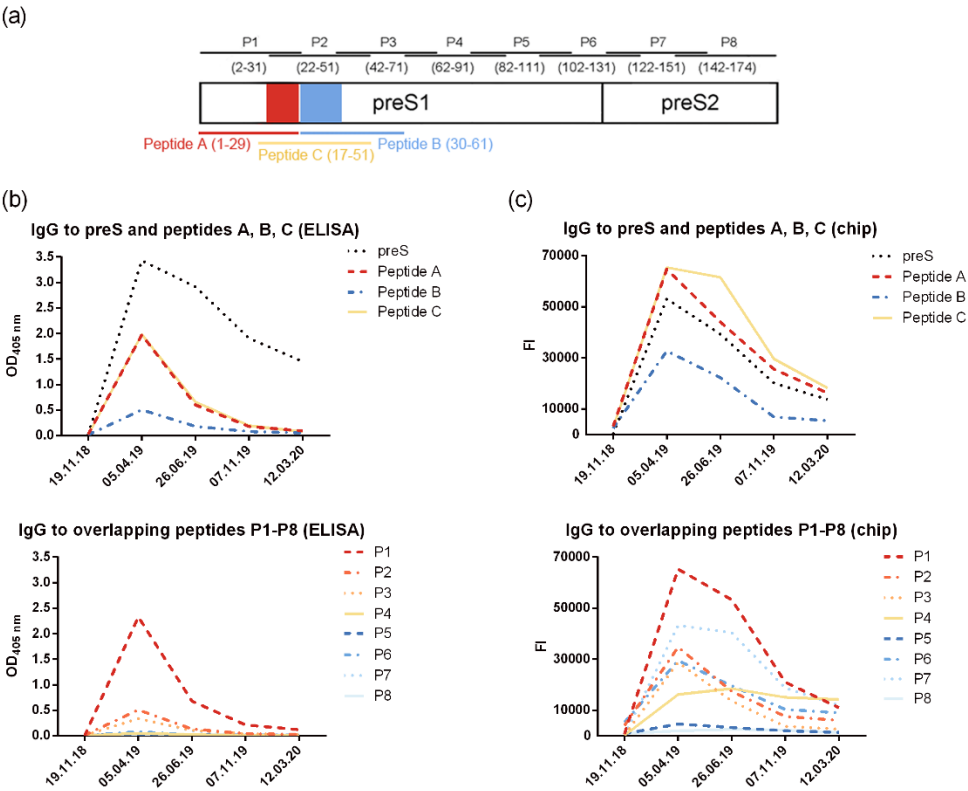 (a)
P1 P2 P3 P4 P5 P6 P7 P8
(2-31) (22-51) (42-71) (62-91) (82-111) (102-131) (122-151) (142-174)
preS1 preS2
Peptide A (1-29) Peptide B (30-61)
Peptide C (17-51)
(b)
IgG to preS and peptides A, B, C (ELISA)
3.5
3.0
2.5
2.0
1.5
1.0
0.5
0.0
OD405 nm
preS
Peptide A
Peptide B
Peptide C
19.11.18
05.04.19
26.06.19
07.11.19
12.03.20
(c)
IgG to preS and peptides A, B, C (chip)
70000
50000
30000
10000
0
FI
preS
Peptide A
Peptide B
Peptide C
19.11.18
05.04.19
26.06.19
07.11.19
12.03.20
IgG to overlapping peptides P1-P8 (ELISA)
3.5
3.0
2.5
2.0
1.5
1.0
0.5
0.0
OD405 nm
P1
P2
P3
P4
P5
P6
P7
P8
19.11.18
05.04.19
26.06.19
07.11.19
12.03.20
IgG to overlapping peptides P1-P8 (chip)
70000
50000
30000
10000
0
FI
P1
P2
P3
P4
P5
P6
P7
P8
19.11.18
05.04.19
26.06.19
07.11.19
12.03.20